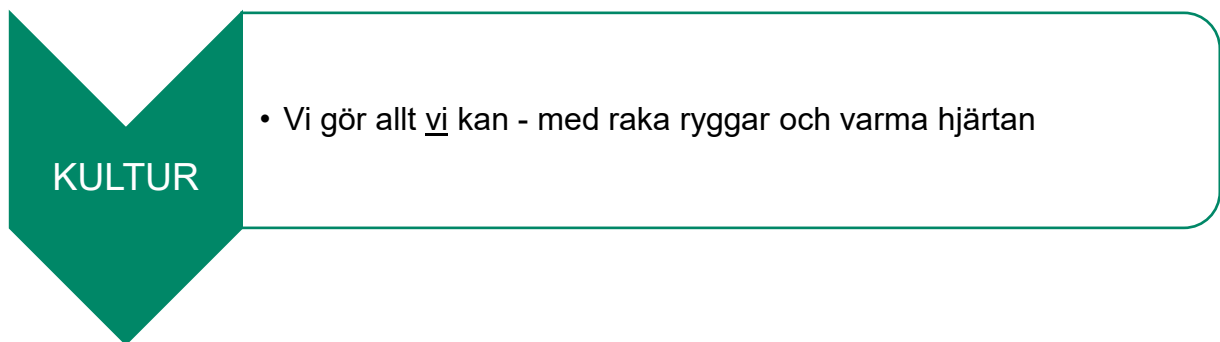 KULTUR
• Vi gör allt vi kan - med raka ryggar och varma hjärtan